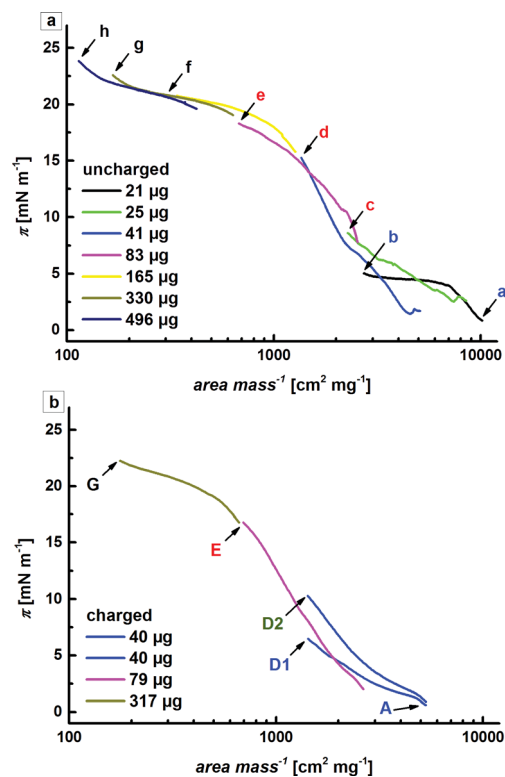 a
h
g
f
e
d
c
b
a
uncharged
21 µg
25 µg
41 µg
83 µg
165 µg
330 µg
496 µg
25
20
15
10
5
0
π [mN m⁻¹]
100 1000 10000
area mass⁻¹ [cm² mg⁻¹]
b
G
E
D2
D1
A
charged
40 µg
40 µg
79 µg
317 µg
25
20
15
10
5
0
π [mN m⁻¹]
100 1000 10000
area mass⁻¹ [cm² mg⁻¹]